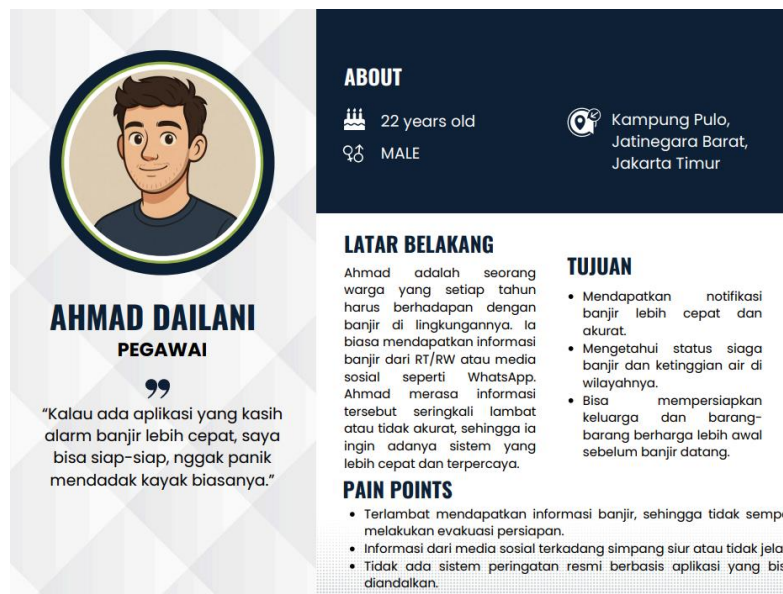 ABOUT
22 years old
MALE
Kampung Pulo,
Jatinegara Barat,
Jakarta Timur
AHMAD DAILANI
PEGAWAI
“Kalau ada aplikasi yang kasih
alarm banjir lebih cepat, saya
bisa siap-siap, nggak panik
mendadak kayak biasanya.”
LATAR BELAKANG
Ahmad adalah seorang
warga yang setiap tahun
harus berhadapan dengan
banjir di lingkungannya. Ia
biasa mendapatkan informasi
banjir dari RT/RW atau media
sosial seperti WhatsApp.
Ahmad merasa informasi
tersebut seringkali lambat
atau tidak akurat, sehingga ia
ingin adanya sistem yang
lebih cepat dan terpercaya.
TUJUAN
• Mendapatkan notifikasi
banjir lebih cepat dan
akurat.
• Mengetahui status siaga
banjir dan ketinggian air di
wilayahnya.
• Bisa mempersiapkan
keluarga dan barang-
barang berharga lebih awal
sebelum banjir datang.
PAIN POINTS
• Terlambat mendapatkan informasi banjir, sehingga tidak
melakukan evakuasi persiapan.
• Informasi dari media sosial terkadang simpang siur atau tidak
• Tidak ada sistem peringatan resmi berbasis aplikasi yang
diandalkan.